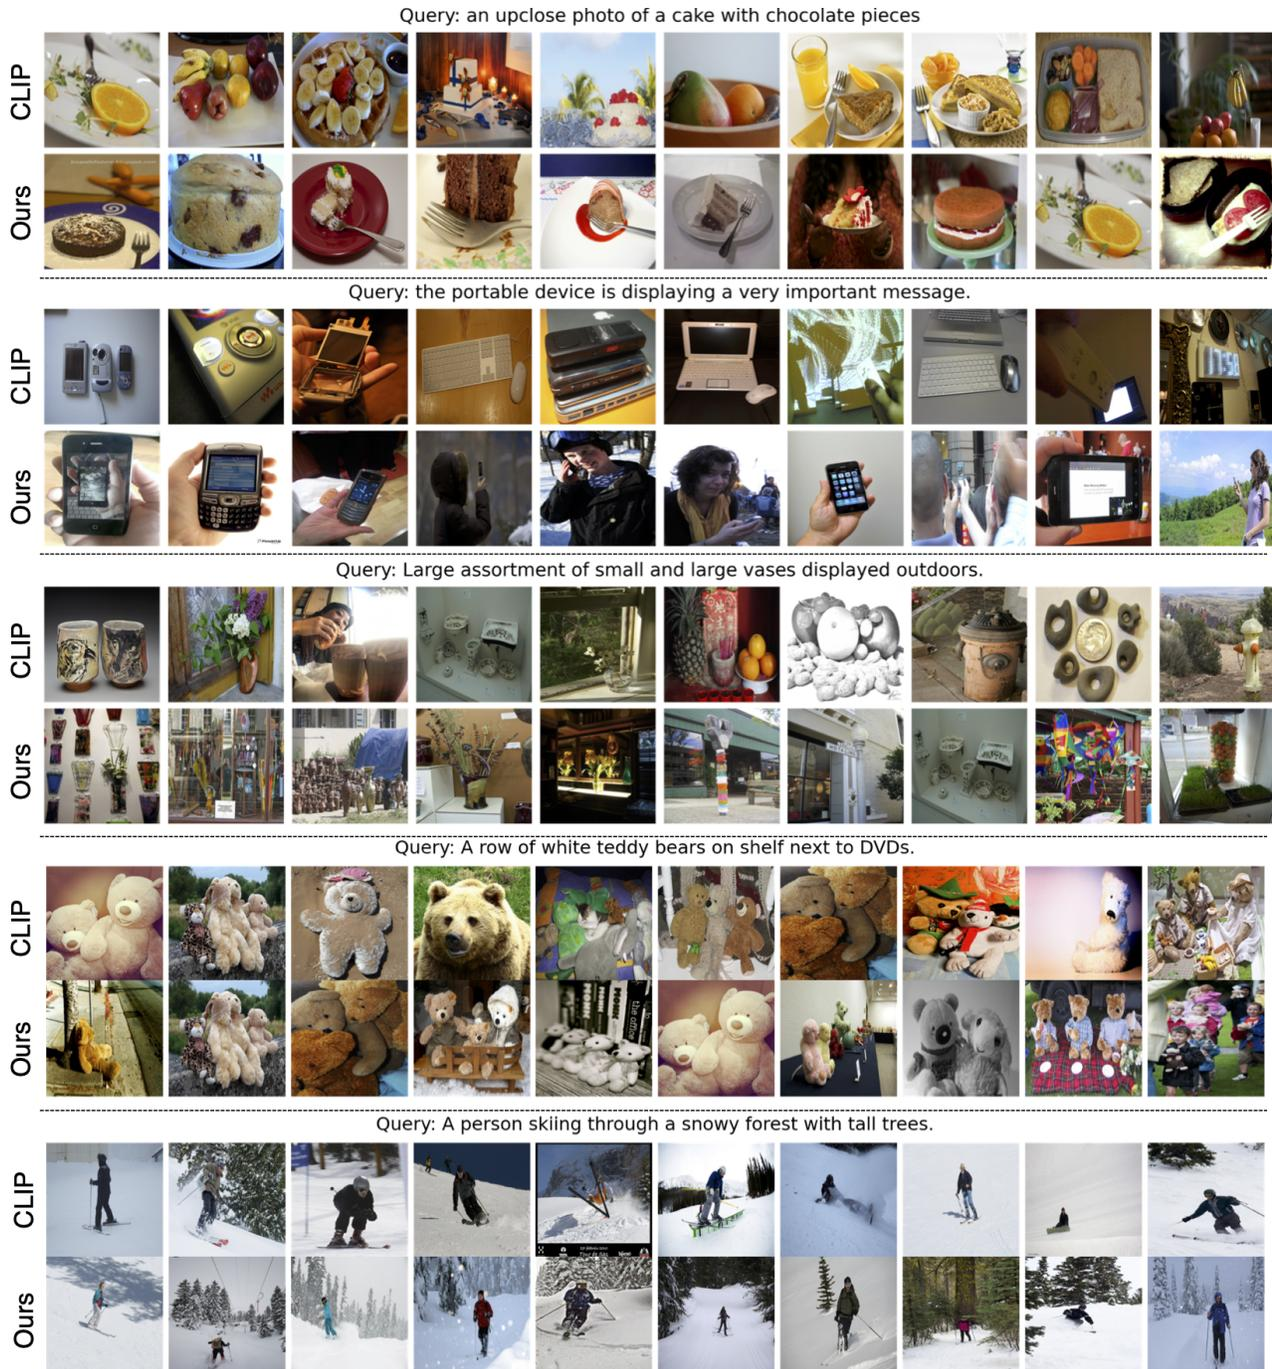 Query: an upclose photo of a cake with chocolate pieces
CLIP
Ours
Query: the portable device is displaying a very important message.
CLIP
Ours
Query: Large assortment of small and large vases displayed outdoors.
CLIP
Ours
Query: A row of white teddy bears on shelf next to DVDs.
CLIP
Ours
the office
Query: A person skiing through a snowy forest with tall trees.
CLIP
Ours